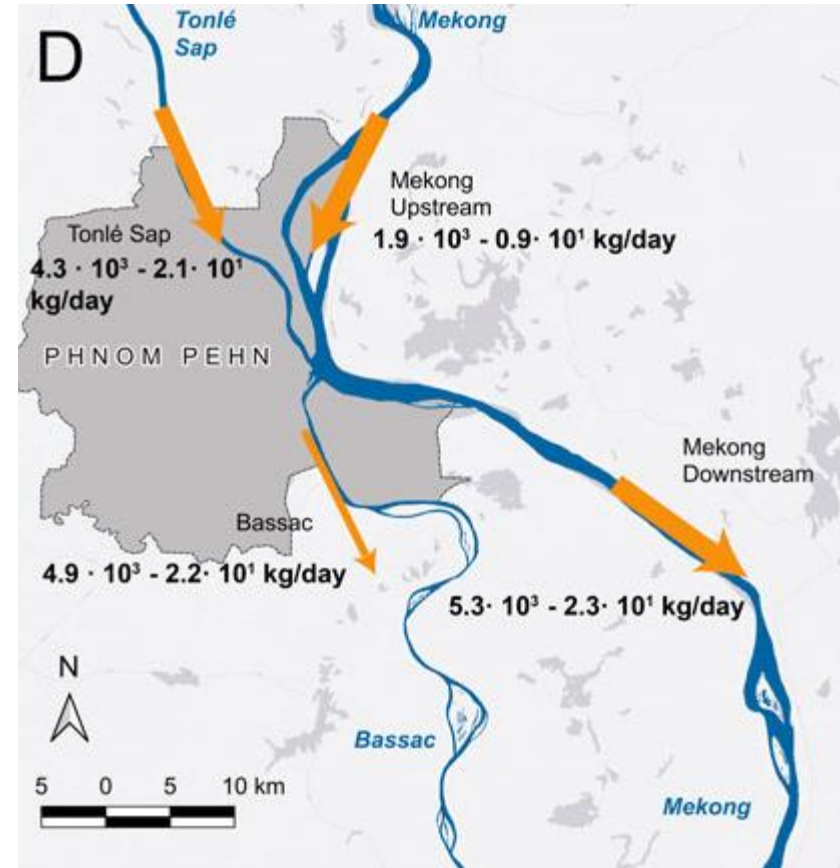 D
Tonlé
Sap
Mekong
Mekong
Upstream
1.9 · 10³ - 0.9· 10¹ kg/day
Tonlé Sap
4.3 · 10³ - 2.1· 10¹
kg/day
PHNOM PEHN
Mekong
Downstream
Bassac
4.9 · 10³ - 2.2· 10¹ kg/day
5.3· 10³ - 2.3· 10¹ kg/day
N
Bassac
Mekong
5 0 5 10 km